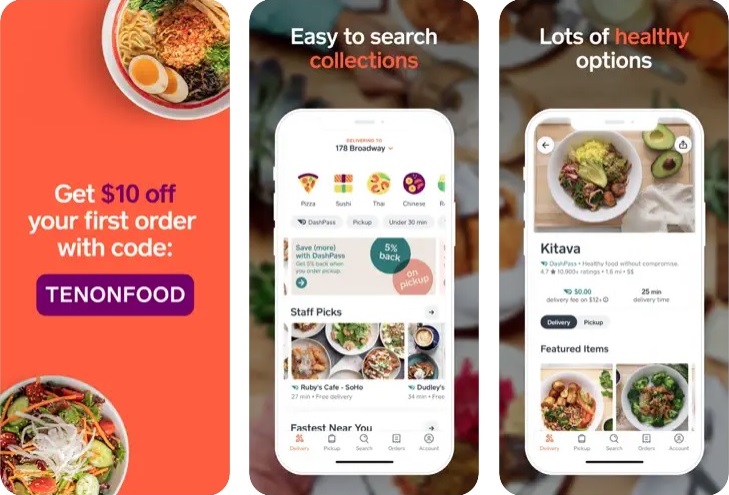 Get $10 off
your first order
with code:
TENONFOOD
Easy to search
collections
DELIVERING TO
178 Broadway
Pizza
Sushi
Thai
Chinese
DashPass
Pickup
Under 30 min
Save (more)
with DashPass
Get 5% back when
you order pickup.
5%
back
on
pickup
Staff Picks
Ruby's Cafe - SoHo
27 min • Free delivery
Dudley's
34 min • Free
Fastest Near You
Delivery
Pickup
Search
Orders
Account
Lots of healthy
options
Kitava
DashPass • Healthy food without compromise.
4.7 ★ 10,000+ ratings • 1.6 mi • $$
$0.00
delivery fee on $12+
25 min
delivery time
Delivery
Pickup
Featured Items
Delivery
Pickup
Search
Orders
Account